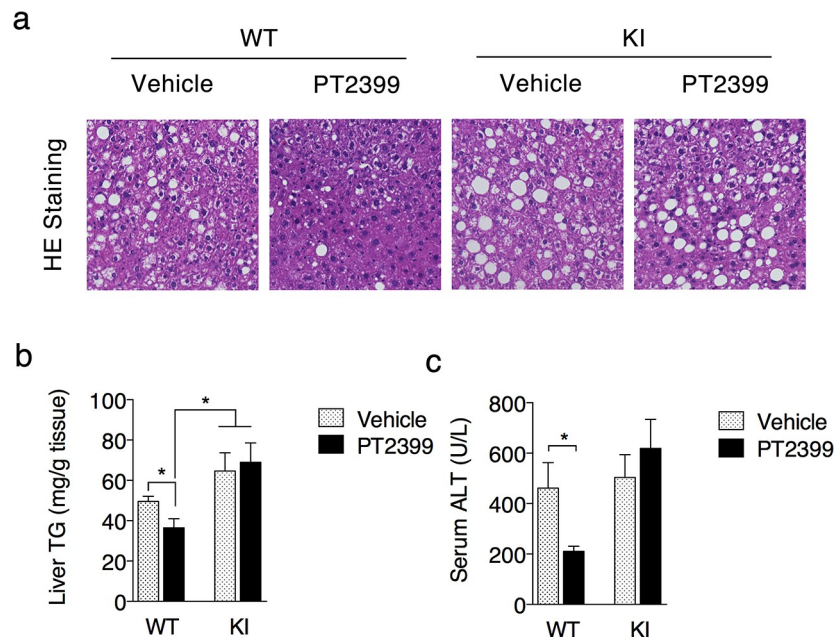 a
WT
KI
Vehicle
PT2399
Vehicle
PT2399
HE Staining
b
Liver TG (mg/g tissue)
100
80
60
40
20
0
*
*
WT
KI
Vehicle
PT2399
c
Serum ALT (U/L)
800
600
400
200
0
*
WT
KI
Vehicle
PT2399